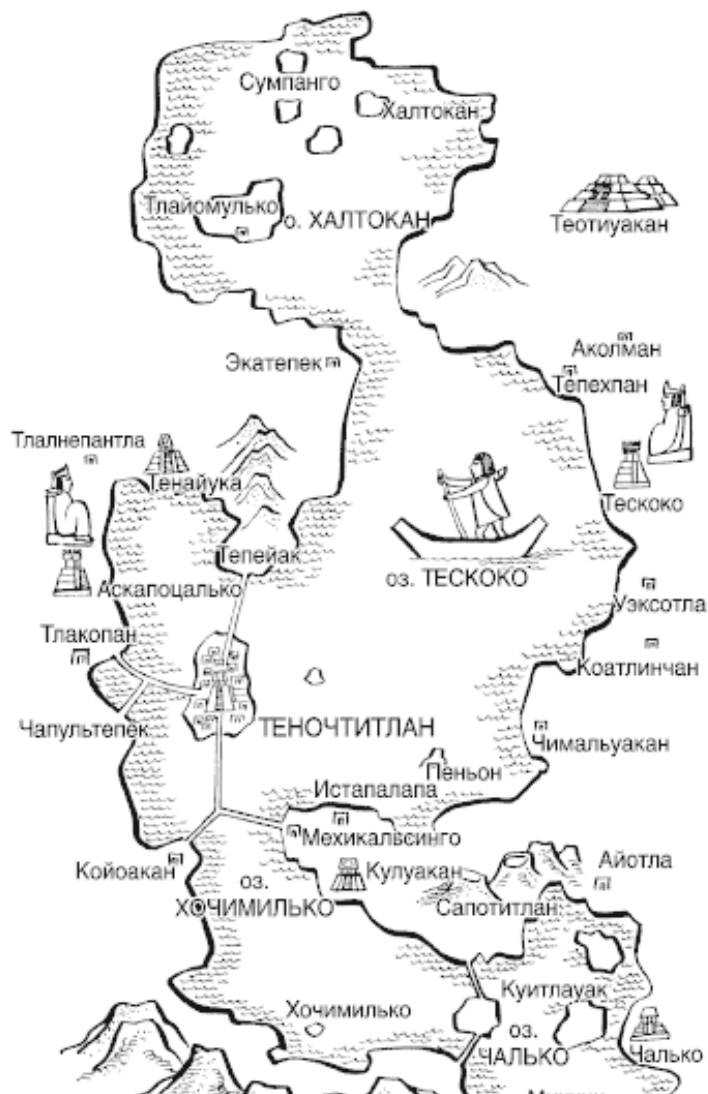 Сумпанго
Халтокан
Тлайомулько
о. ХАЛТОКАН
Теотиуакан
Экатепек
Аколман
Тепехпан
Тлалнепантла
Тенайука
Тескоко
Тепейак
оз. ТЕСКОКО
Аскапоцалько
Уэксотла
Тлакопан
Коатлинчан
Чапультепек
ТЕНОЧТИТЛАН
Чимальуакан
Пеньон
Истапалапа
Мехикальсинго
Койоакан
Кулуакан
Айотла
оз.
ХОЧИМИЛЬКО
Сапотитлан
Куитлауак
Хочимилько
оз.
ЧАЛЬКО
Чалько